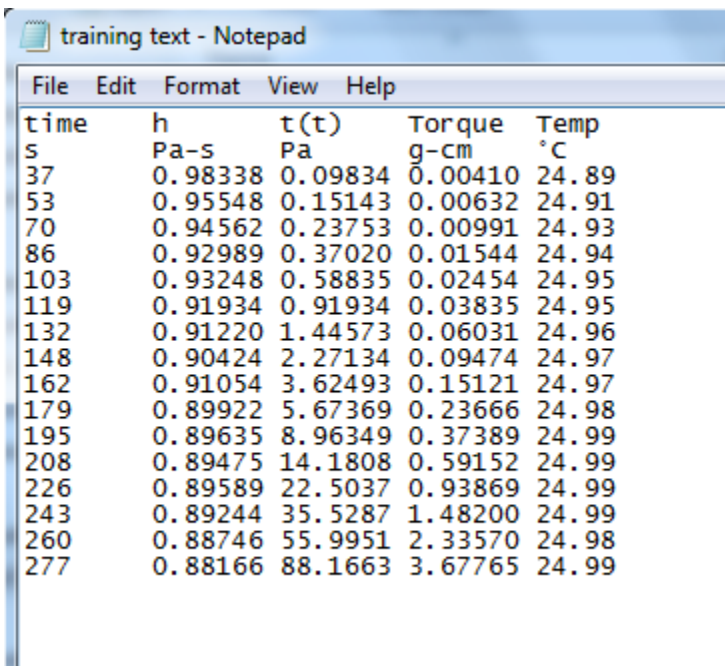 training text - Notepad
File Edit Format View Help
time h t(t) Torque Temp
s Pa-s Pa g-cm °C
37 0.98338 0.09834 0.00410 24.89
53 0.95548 0.15143 0.00632 24.91
70 0.94562 0.23753 0.00991 24.93
86 0.92989 0.37020 0.01544 24.94
103 0.93248 0.58835 0.02454 24.95
119 0.91934 0.91934 0.03835 24.95
132 0.91220 1.44573 0.06031 24.96
148 0.90424 2.27134 0.09474 24.97
162 0.91054 3.62493 0.15121 24.97
179 0.89922 5.67369 0.23666 24.98
195 0.89635 8.96349 0.37389 24.99
208 0.89475 14.1808 0.59152 24.99
226 0.89589 22.5037 0.93869 24.99
243 0.89244 35.5287 1.48200 24.99
260 0.88746 55.9951 2.33570 24.98
277 0.88166 88.1663 3.67765 24.99